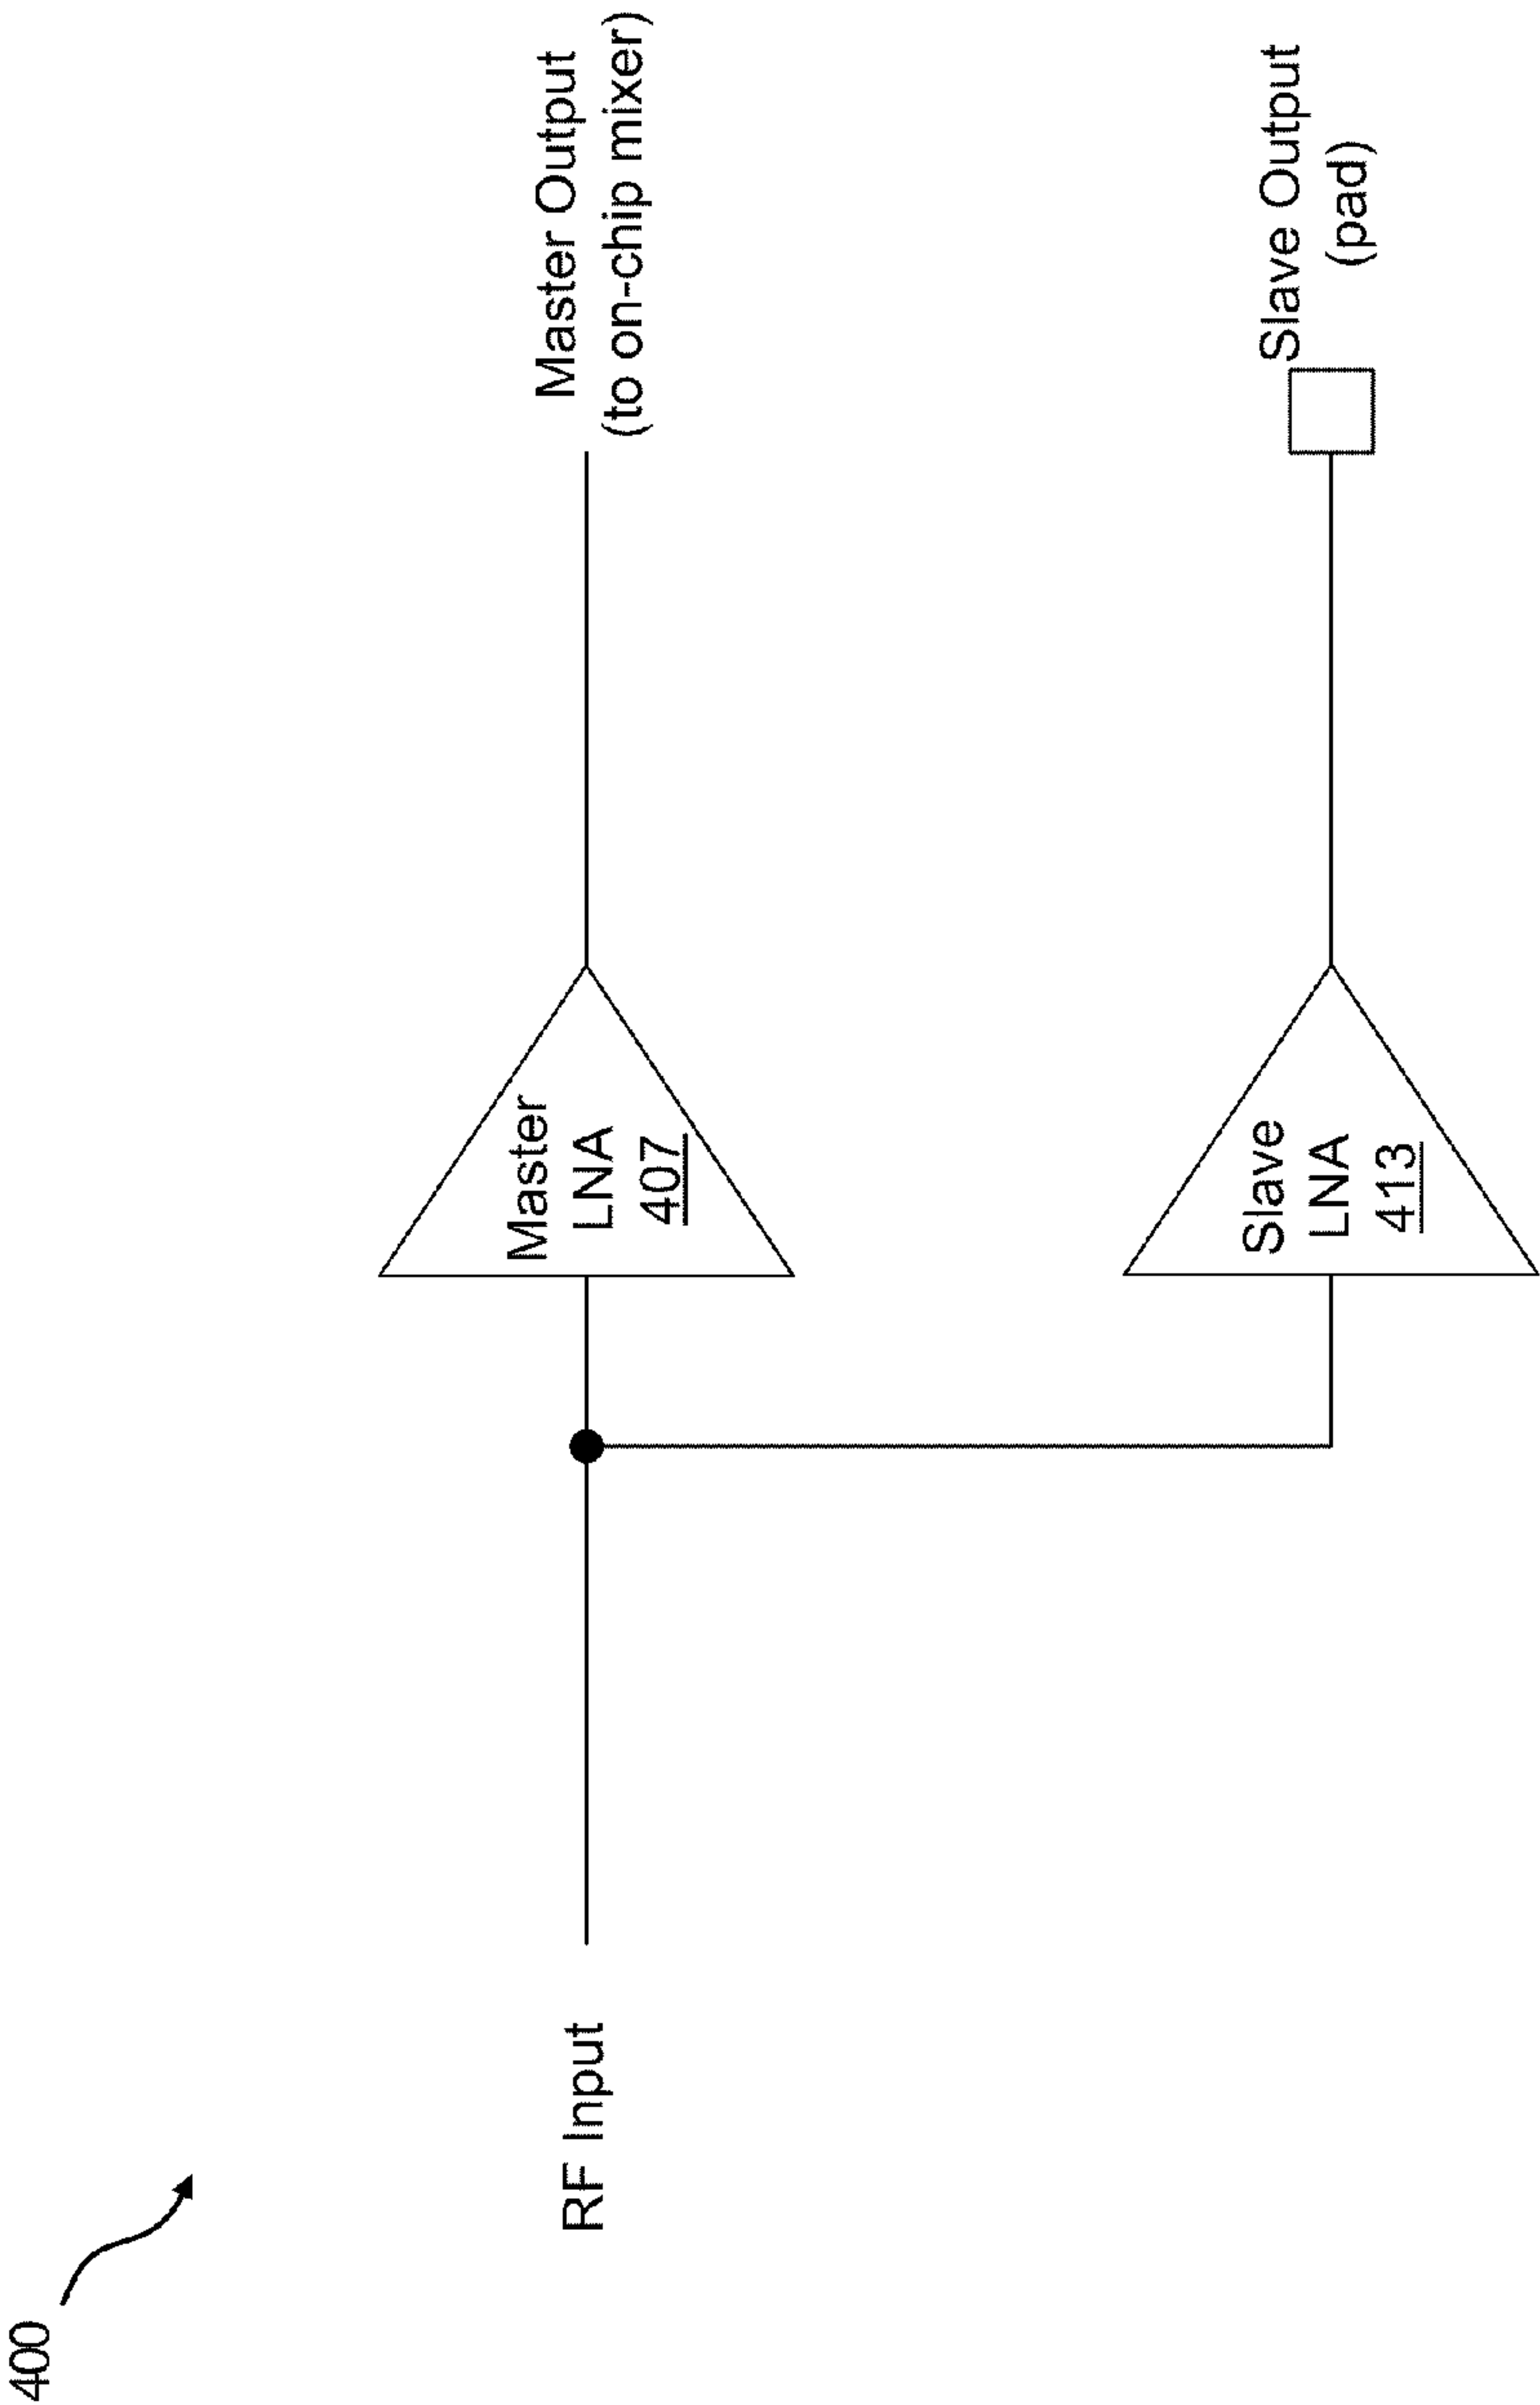 400
RF Input
Master
LNA
407
Master Output
(to on-chip mixer)
Slave
LNA
413
Slave Output
(pad)